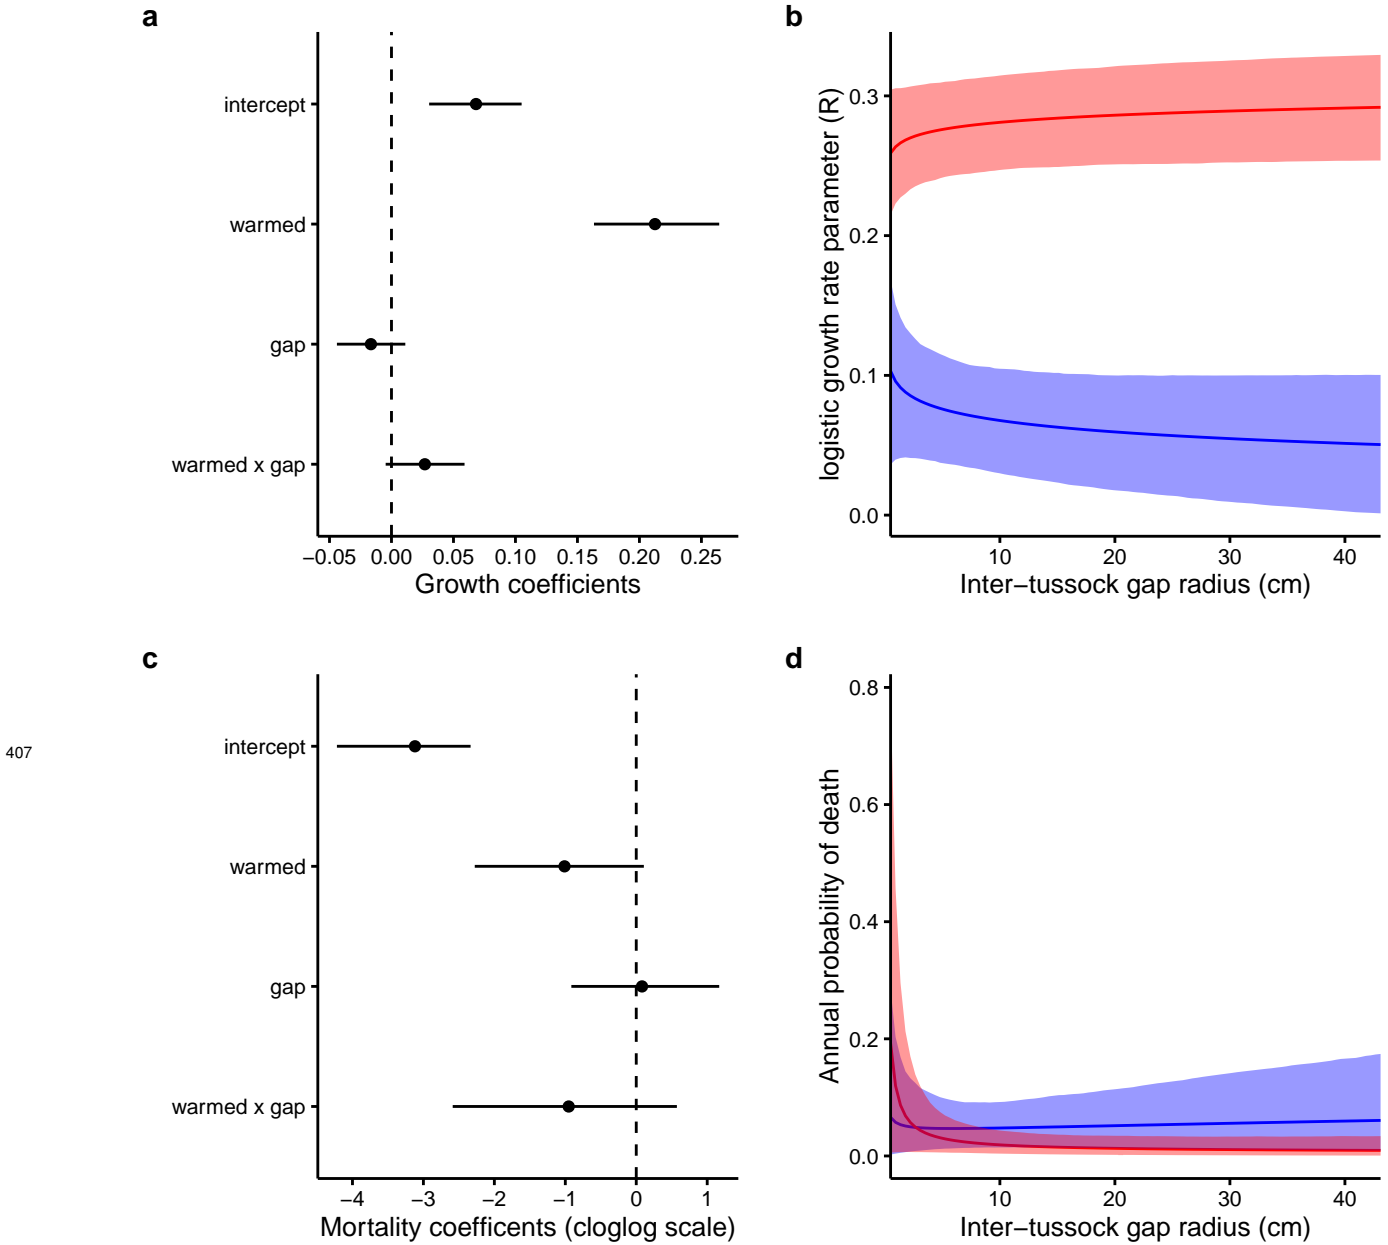 a
intercept
warmed
gap
warmed x gap
−0.05 0.00 0.05 0.10 0.15 0.20 0.25
Growth coefficients
b
logistic growth rate parameter (R)
0.3
0.2
0.1
0.0
10 20 30 40
Inter−tussock gap radius (cm)
407
c
intercept
warmed
gap
warmed x gap
−4 −3 −2 −1 0 1
Mortality coefficents (cloglog scale)
d
Annual probability of death
0.8
0.6
0.4
0.2
0.0
10 20 30 40
Inter−tussock gap radius (cm)